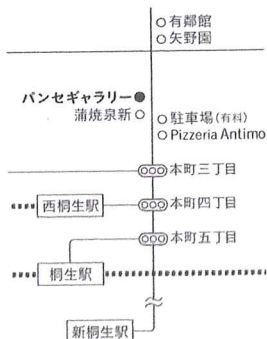 有鄰館
矢野園
パンセギャラリー
蒲焼泉新
駐車場(有料)
Pizzeria Antimo
本町三丁目
西桐生駅
本町四丁目
本町五丁目
桐生駅
新桐生駅